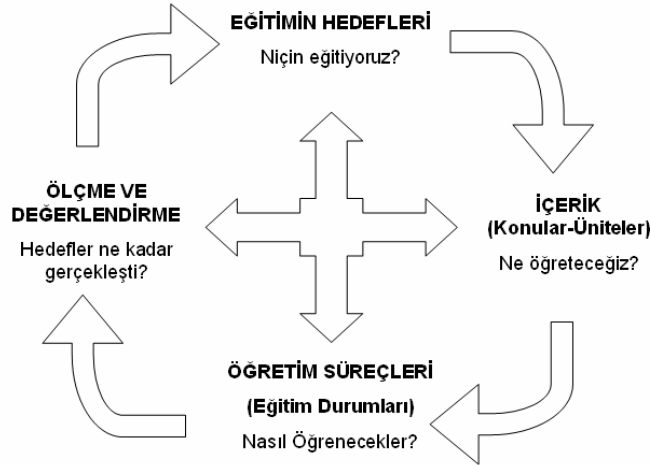 EĞİTİMİN HEDEFLERİ
Niçin eğitiyoruz?
ÖLÇME VE
DEĞERLENDİRME
Hedefler ne kadar
gerçekleşti?
İÇERİK
(Konular-Üniteler)
Ne öğreteceğiz?
ÖĞRETİM SÜREÇLERİ
(Eğitim Durumları)
Nasıl Öğrenecekler?